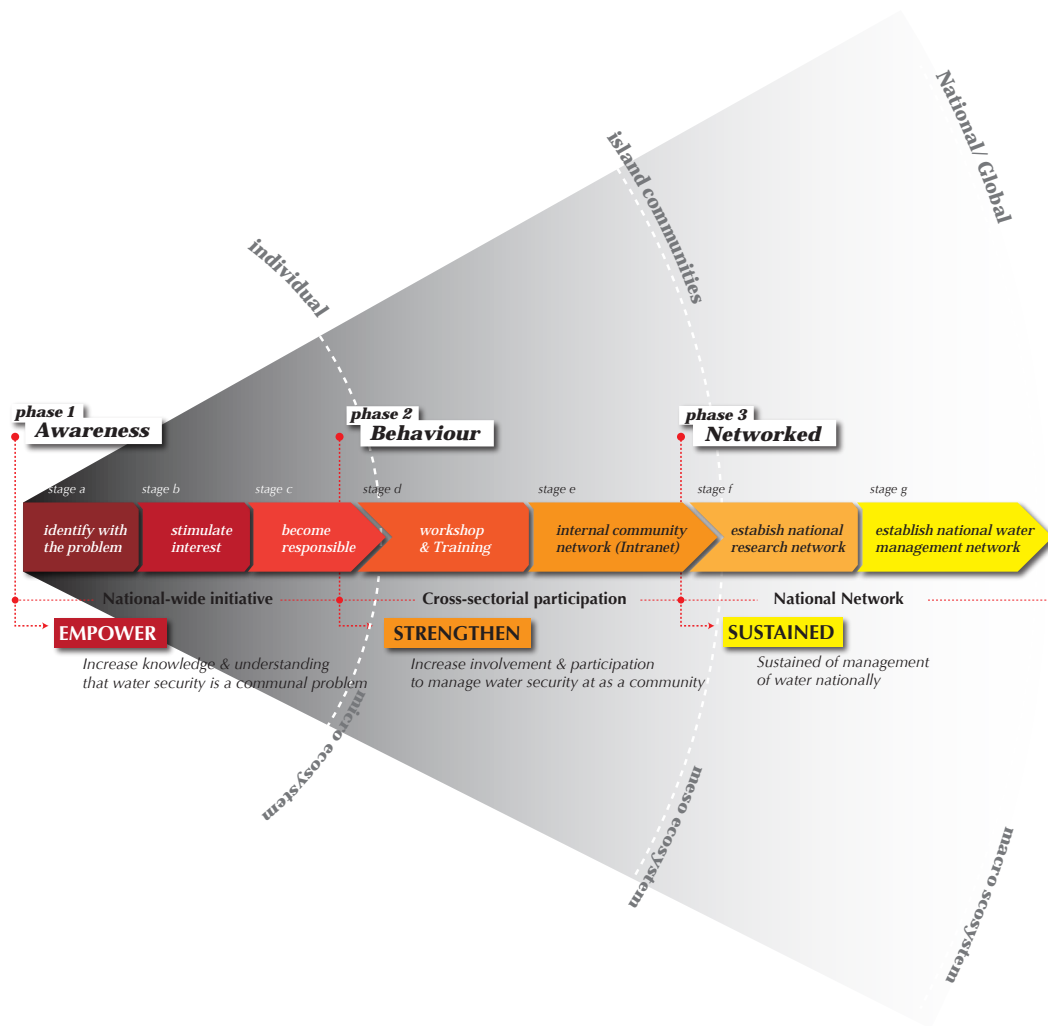 National/ Global
island communities
individual
phase 1
Awareness
phase 2
Behaviour
phase 3
Networked
stage a
stage b
stage c
stage d
stage e
stage f
stage g
identify with
the problem
stimulate
interest
become
responsible
workshop
& Training
internal community
network (Intranet)
estabish national
research network
establish national water
management network
National-wide initiative
Cross-sectorial participation
National Network
EMPOWER
STRENGTHEN
SUSTAINED
Increase knowledge & understanding
that water security is a communal problem
Increase involvement & participation
to manage water security at as a community
Sustained of management
of water nationally
micro ecosystem
meso ecosystem
macro scosystem